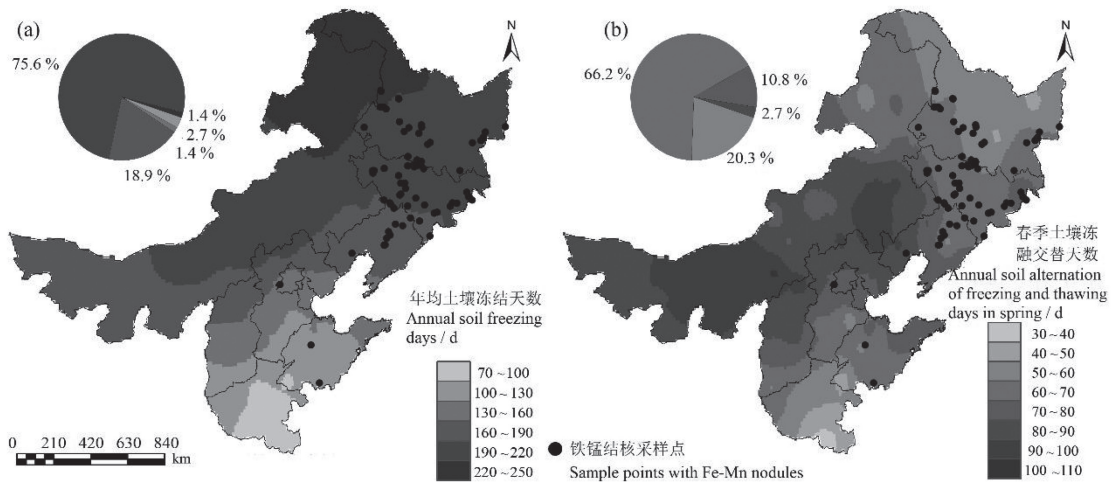 (a)
75.6 %
1.4 %
2.7 %
1.4 %
18.9 %
N
年均土壤冻结天数
Annual soil freezing
days / d
70 ~100
100 ~ 130
130 ~ 160
160 ~ 190
190 ~ 220
220 ~ 250
0 210 420 630 840
km
(b)
66.2 %
10.8 %
2.7 %
20.3 %
N
春季土壤冻
融交替天数
Annual soil alternation
of freezing and thawing
days in spring / d
30 ~ 40
40 ~ 50
50 ~ 60
60 ~ 70
70 ~ 80
80 ~ 90
90 ~ 100
100 ~ 110
铁锰结核采样点
Sample points with Fe-Mn nodules